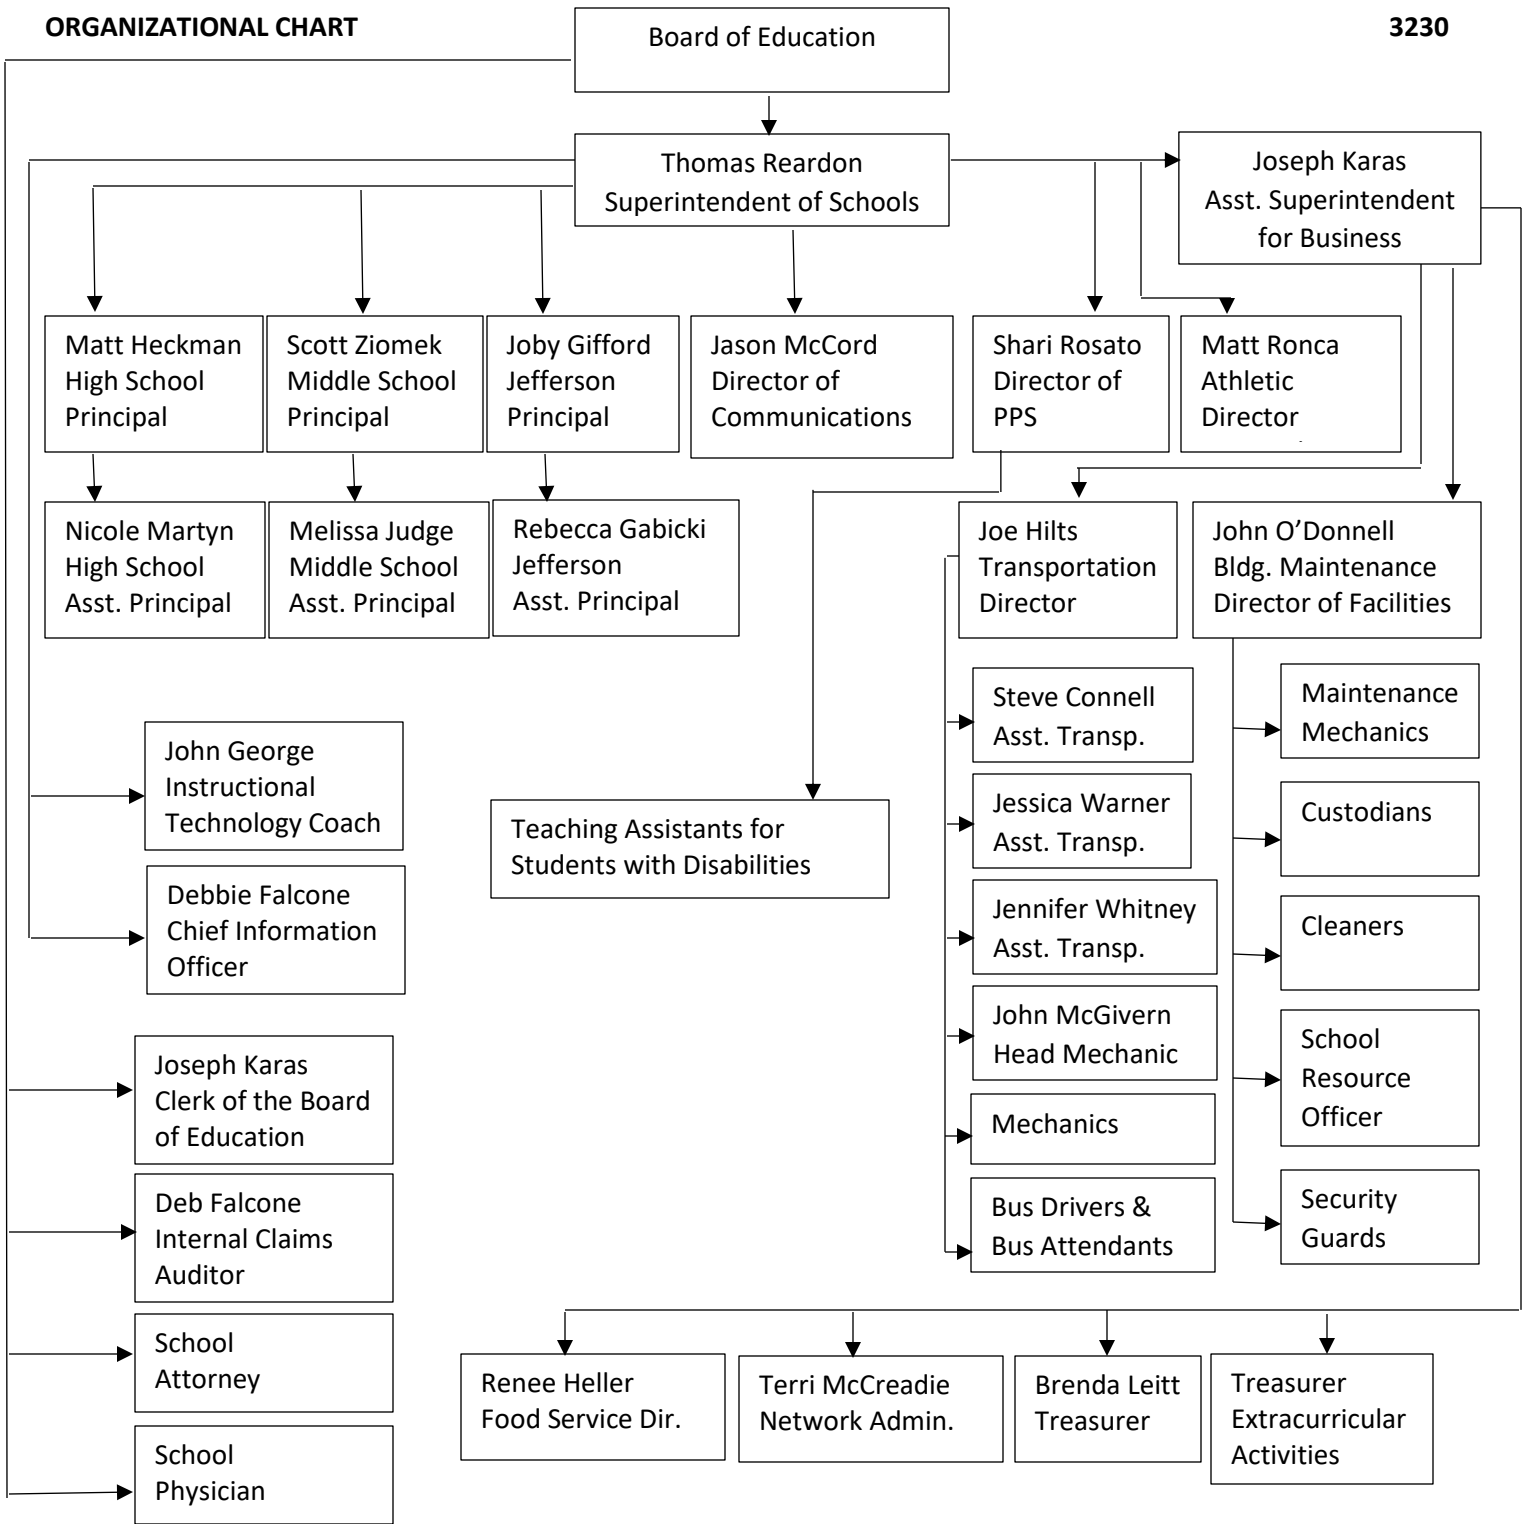 ORGANIZATIONAL CHART
3230
Board of Education
Thomas Reardon
Superintendent of Schools
Joseph Karas
Asst. Superintendent
for Business
Matt Heckman
High School
Principal
Scott Ziomek
Middle School
Principal
Joby Gifford
Jefferson
Principal
Jason McCord
Director of
Communications
Shari Rosato
Director of
PPS
Matt Ronca
Athletic
Director
Nicole Martyn
High School
Asst. Principal
Melissa Judge
Middle School
Asst. Principal
Rebecca Gabicki
Jefferson
Asst. Principal
Joe Hilts
Transportation
Director
John O’Donnell
Bldg. Maintenance
Director of Facilities
Steve Connell
Asst. Transp.
Maintenance
Mechanics
John George
Instructional
Technology Coach
Teaching Assistants for
Students with Disabilities
Jessica Warner
Asst. Transp.
Custodians
Debbie Falcone
Chief Information
Officer
Jennifer Whitney
Asst. Transp.
Cleaners
John McGivern
Head Mechanic
School
Resource
Officer
Joseph Karas
Clerk of the Board
of Education
Mechanics
Deb Falcone
Internal Claims
Auditor
Bus Drivers &
Bus Attendants
Security
Guards
School
Attorney
Renee Heller
Food Service Dir.
Terri McCreadie
Network Admin.
Brenda Leitt
Treasurer
Treasurer
Extracurricular
Activities
School
Physician